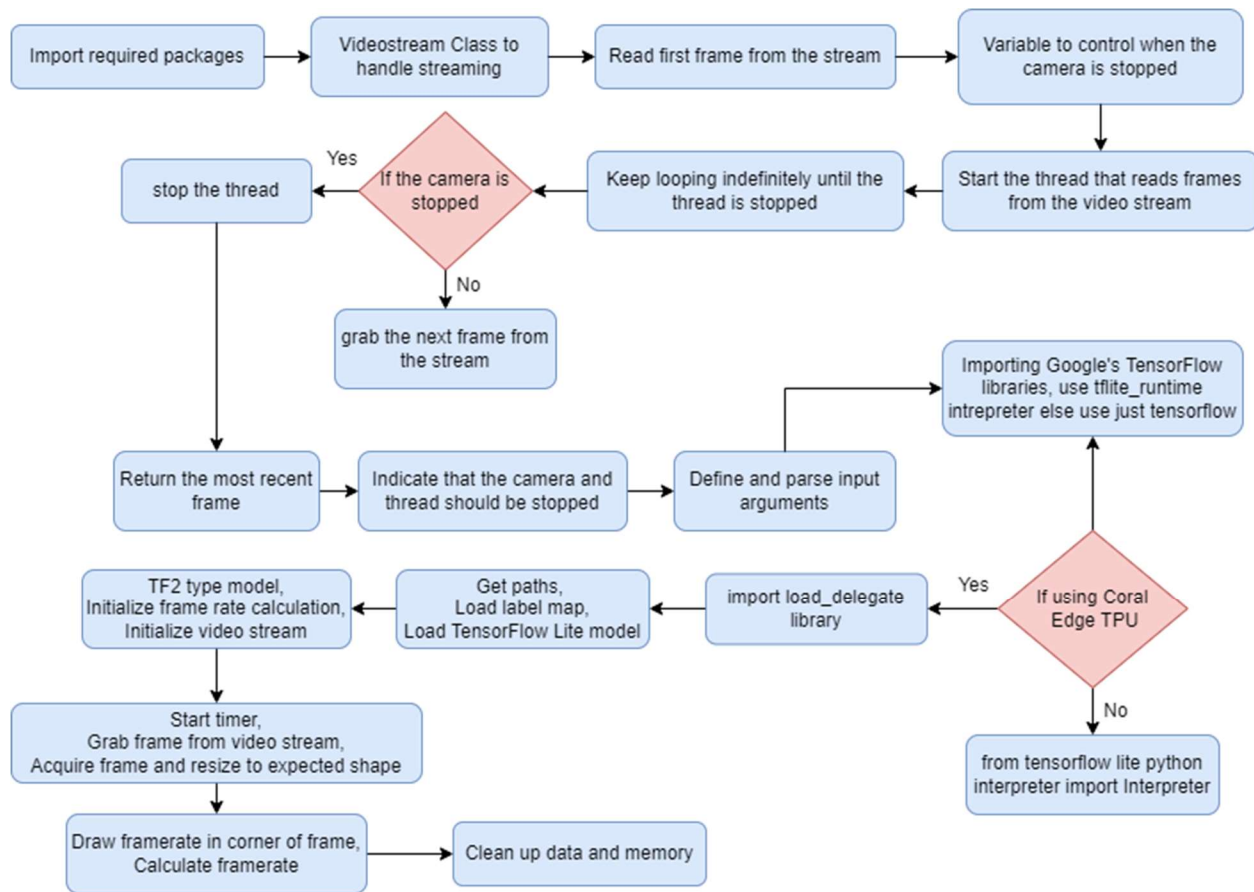 Import required packages
Videostream Class to
handle streaming
Read first frame from the stream
Variable to control when the
camera is stopped
Start the thread that reads frames
from the video stream
Keep looping indefinitely until the
thread is stopped
If the camera is
stopped
Yes
stop the thread
No
grab the next frame from
the stream
Return the most recent
frame
Indicate that the camera and
thread should be stopped
Define and parse input
arguments
Importing Google's TensorFlow
libraries, use tflite_runtime
intrepreter else use just tensorflow
If using Coral
Edge TPU
Yes
import load_delegate
library
No
from tensorflow lite python
interpreter import Interpreter
Get paths,
Load label map,
Load TensorFlow Lite model
TF2 type model,
Initialize frame rate calculation,
Initialize video stream
Start timer,
Grab frame from video stream,
Acquire frame and resize to expected shape
Draw framerate in corner of frame,
Calculate framerate
Clean up data and memory